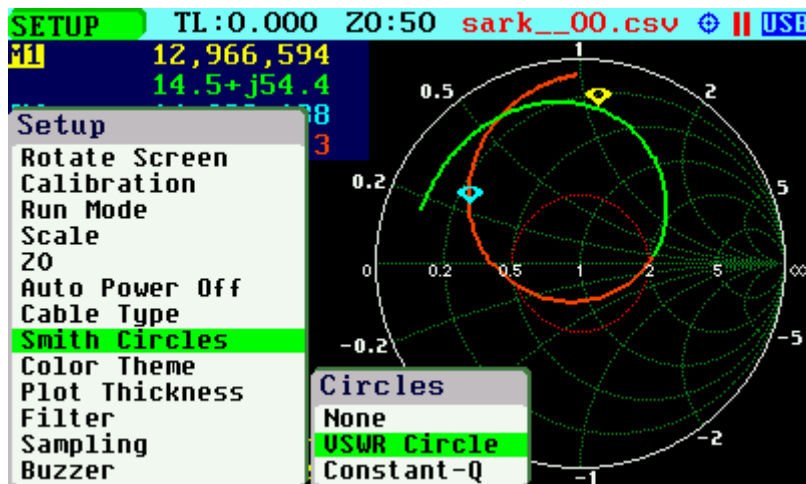 SETUP TL:0.000 Z0:50 sark__00.csv USB
M1 12,966,594
14.5+j54.4
Setup
Rotate Screen
Calibration
Run Mode
Scale
Z0
Auto Power Off
Cable Type
Smith Circles
Color Theme
Plot Thickness
Filter
Sampling
Buzzer
Circles
None
VSWR Circle
Constant-Q
1
0.5
2
0.2
5
0
0.2
0.5
1
2
5
∞
-0.2
-5
-2
-1